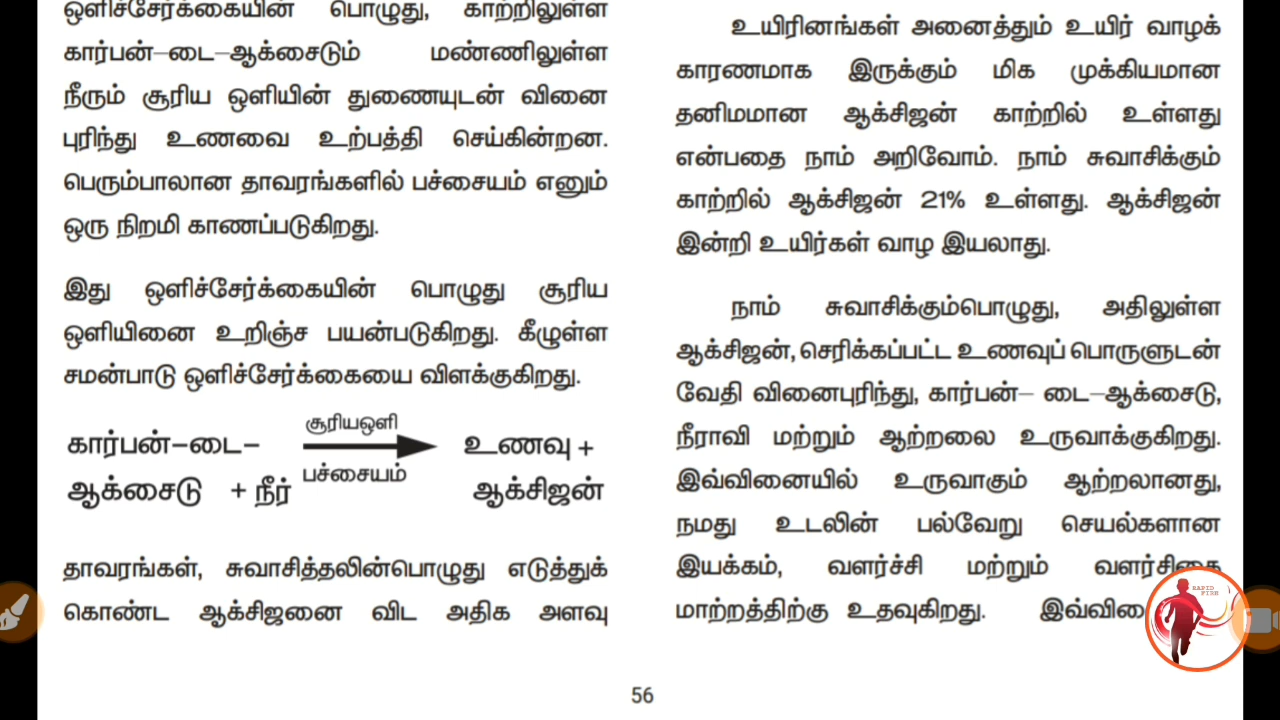 ஒளிச்சேர்க்கையின் பொழுது, காற்றிலுள்ள
கார்பன்–டை–ஆக்சைடும் மண்ணிலுள்ள
நீரும் சூரிய ஒளியின் துணையுடன் வினை
புரிந்து உணவை உற்பத்தி செய்கின்றன.
பெரும்பாலான தாவரங்களில் பச்சையம் எனும்
ஒரு நிறமி காணப்படுகிறது.
இது ஒளிச்சேர்க்கையின் பொழுது சூரிய
ஒளியினை உறிஞ்ச பயன்படுகிறது. கீழுள்ள
சமன்பாடு ஒளிச்சேர்க்கையை விளக்குகிறது.
சூரியஒளி
கார்பன்–டை– உணவு +
பச்சையம்
ஆக்சைடு + நீர் ஆக்சிஜன்
தாவரங்கள், சுவாசித்தலின்பொழுது எடுத்துக்
கொண்ட ஆக்சிஜனை விட அதிக அளவு
உயிரினங்கள் அனைத்தும் உயிர் வாழக்
காரணமாக இருக்கும் மிக முக்கியமான
தனிமமான ஆக்சிஜன் காற்றில் உள்ளது
என்பதை நாம் அறிவோம். நாம் சுவாசிக்கும்
காற்றில் ஆக்சிஜன் 21% உள்ளது. ஆக்சிஜன்
இன்றி உயிர்கள் வாழ இயலாது.
நாம் சுவாசிக்கும்பொழுது, அதிலுள்ள
ஆக்சிஜன், செரிக்கப்பட்ட உணவுப் பொருளுடன்
வேதி வினைபுரிந்து, கார்பன்– டை–ஆக்சைடு,
நீராவி மற்றும் ஆற்றலை உருவாக்குகிறது.
இவ்வினையில் உருவாகும் ஆற்றலானது,
நமது உடலின் பல்வேறு செயல்களான
இயக்கம், வளர்ச்சி மற்றும் வளர்சிதை
மாற்றத்திற்கு உதவுகிறது.
RAPID
FIRE
56